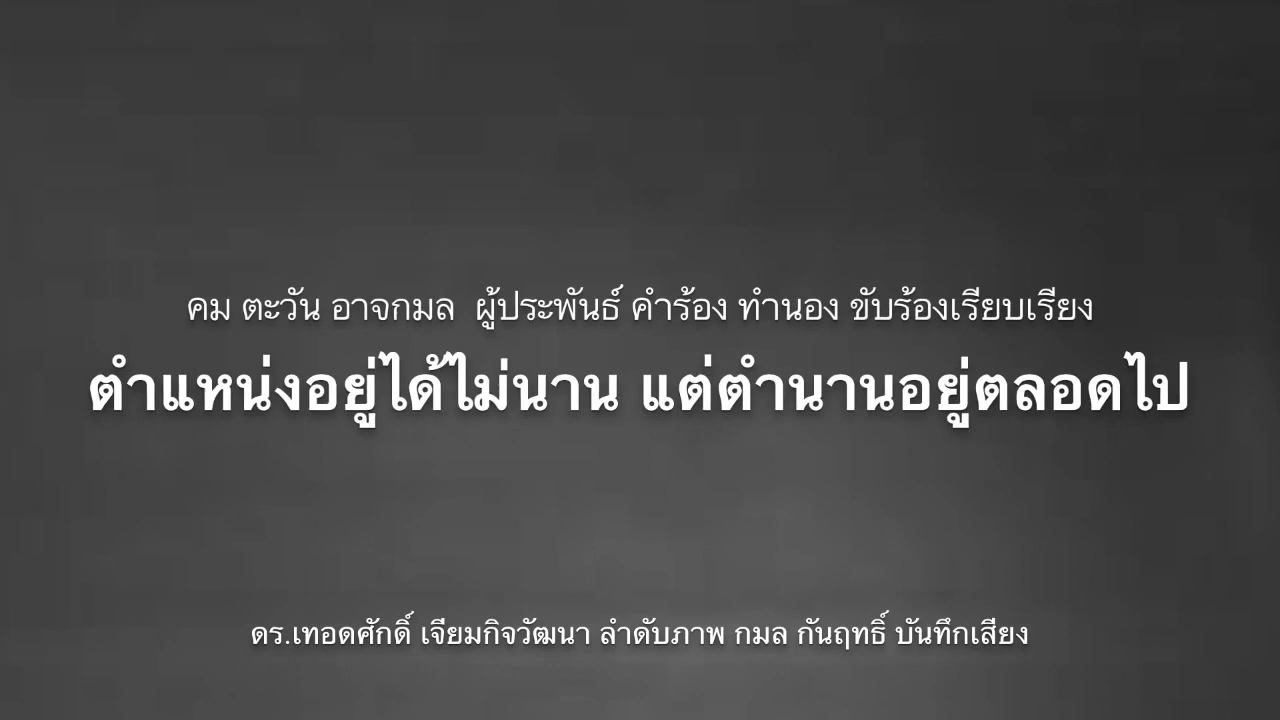 คม ตะวัน อาจกมล  ผู้ประพันธ์ คำร้อง ทำนอง ขับร้องเรียบเรียง
ตำแหน่งอยู่ได้ไม่นาน แต่ตำนานอยู่ตลอดไป
ดร.เทอดศักดิ์ เจียมกิจวัฒนา ลำดับภาพ กมล กันฤทธิ์ บันทึกเสียง